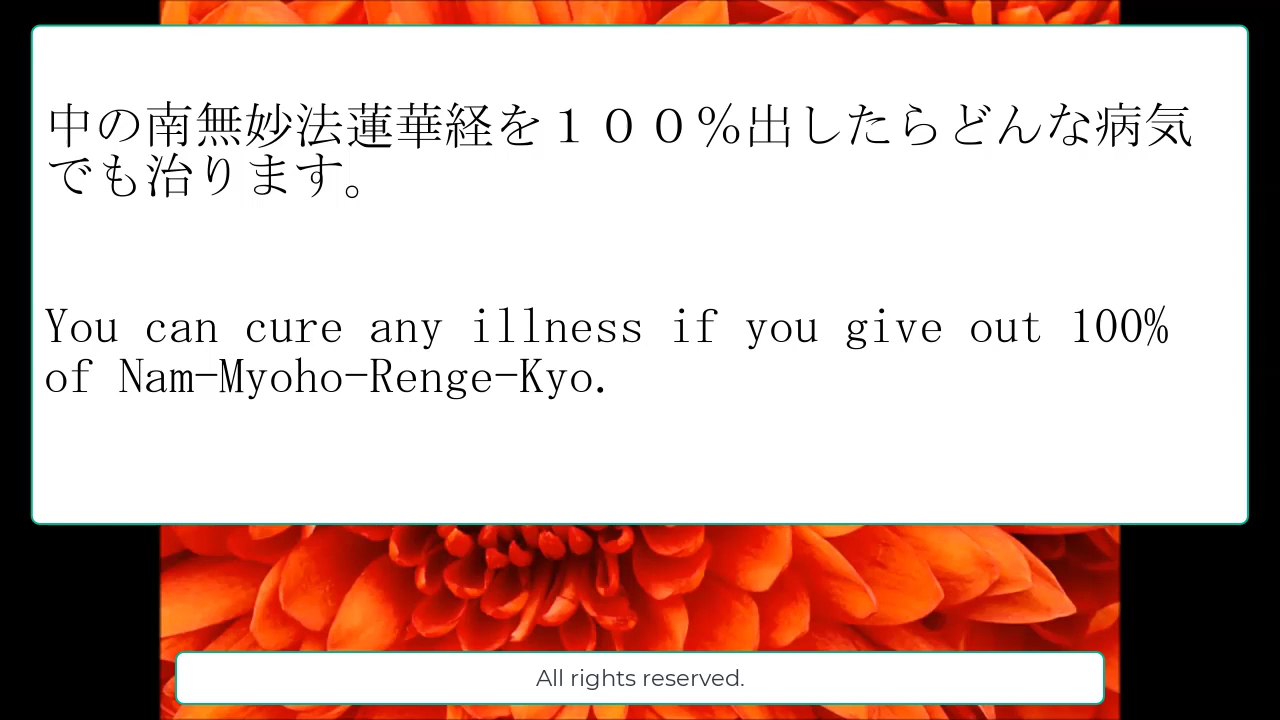 中の南無妙法蓮華経を１００％出したらどんな病気
でも治ります。
You can cure any illness if you give out 100%
of Nam-Myoho-Renge-Kyo.
All rights reserved.